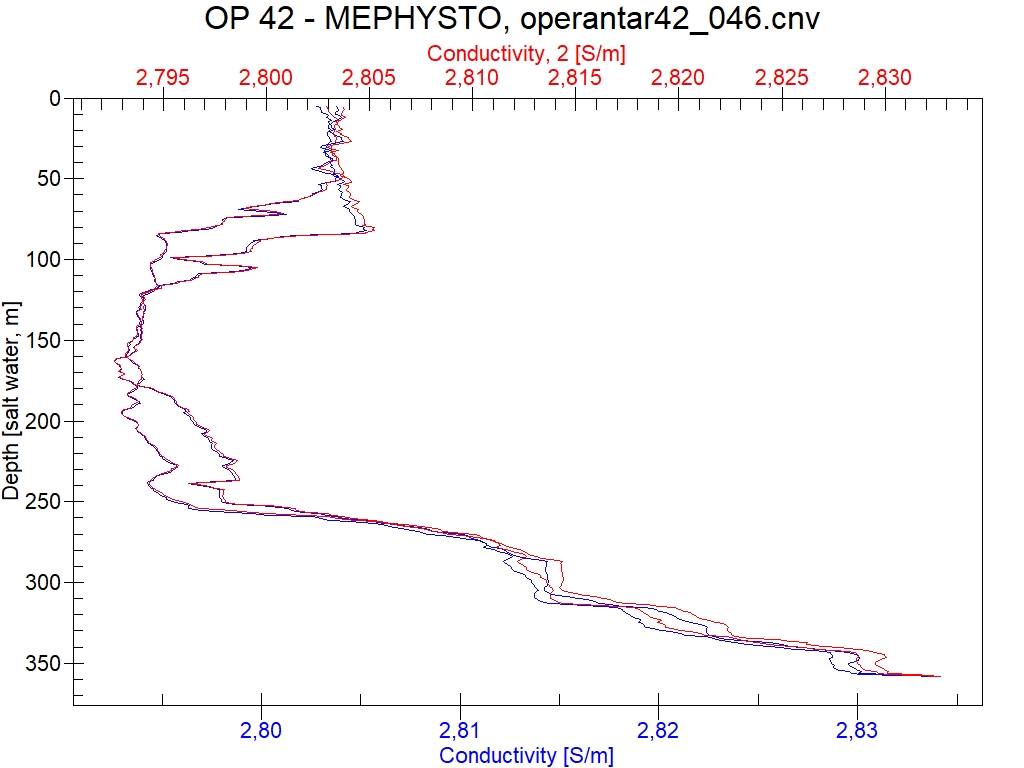 OP 42 - MEPHYSTO, operantar42_046.cnv
Conductivity, 2 [S/m]
2,795 2,800 2,805 2,810 2,815 2,820 2,825 2,830
0
50
100
150
200
250
300
350
Depth [salt water, m]
2,80 2,81 2,82 2,83
Conductivity [S/m]